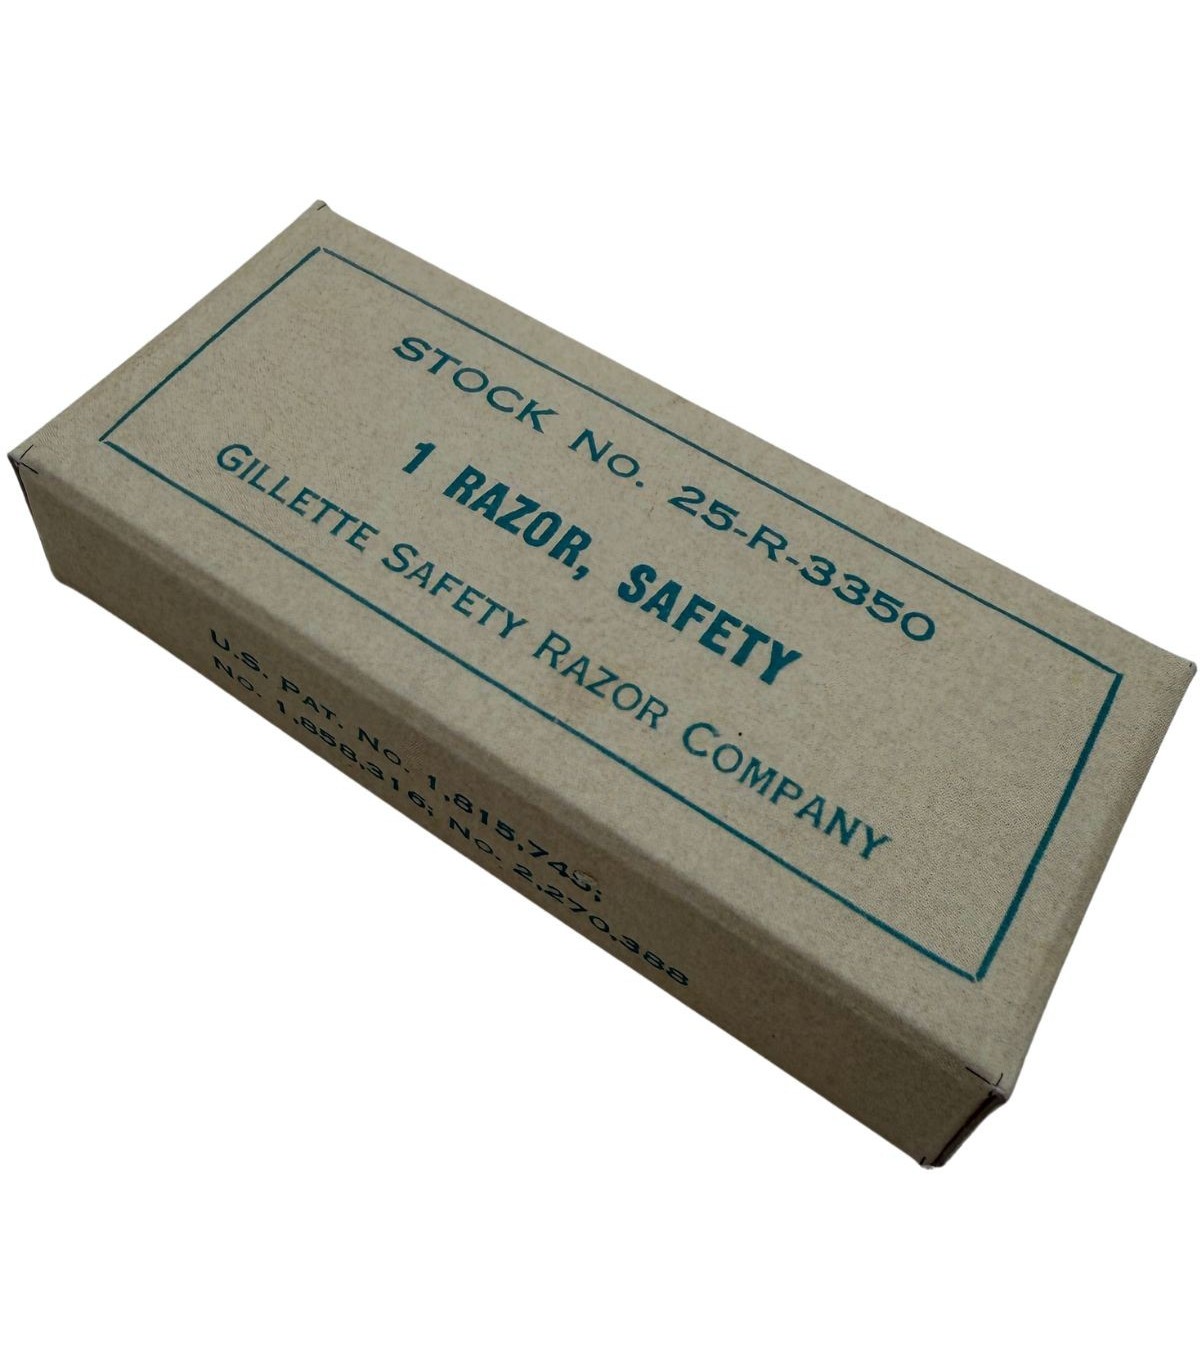 STOCK NO. 25-R-3350
1 RAZOR, SAFETY
GILLETTE SAFETY RAZOR COMPANY
U.S. PAT. NO. 1,815,745;
NO. 1,858,316; NO. 2,270,388